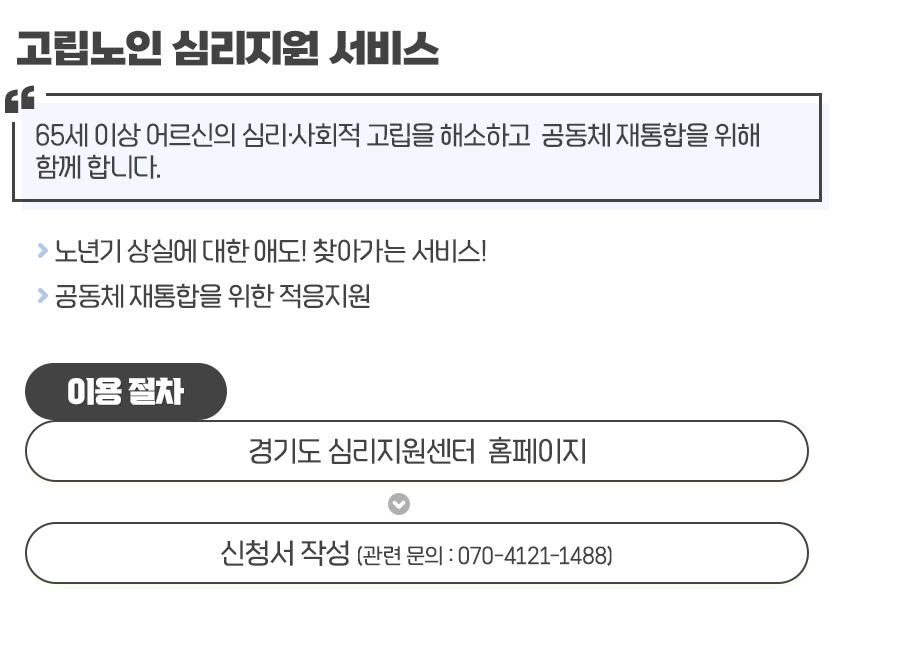 고립노인 심리지원 서비스
65세 이상 어르신의 심리·사회적 고립을 해소하고 공동체 재통합을 위해
함께 합니다.
노년기 상실에 대한 애도! 찾아가는 서비스!
공동체 재통합을 위한 적응지원
이용 절차
경기도 심리지원센터 홈페이지
신청서 작성 (관련 문의 : 070-4121-1488)